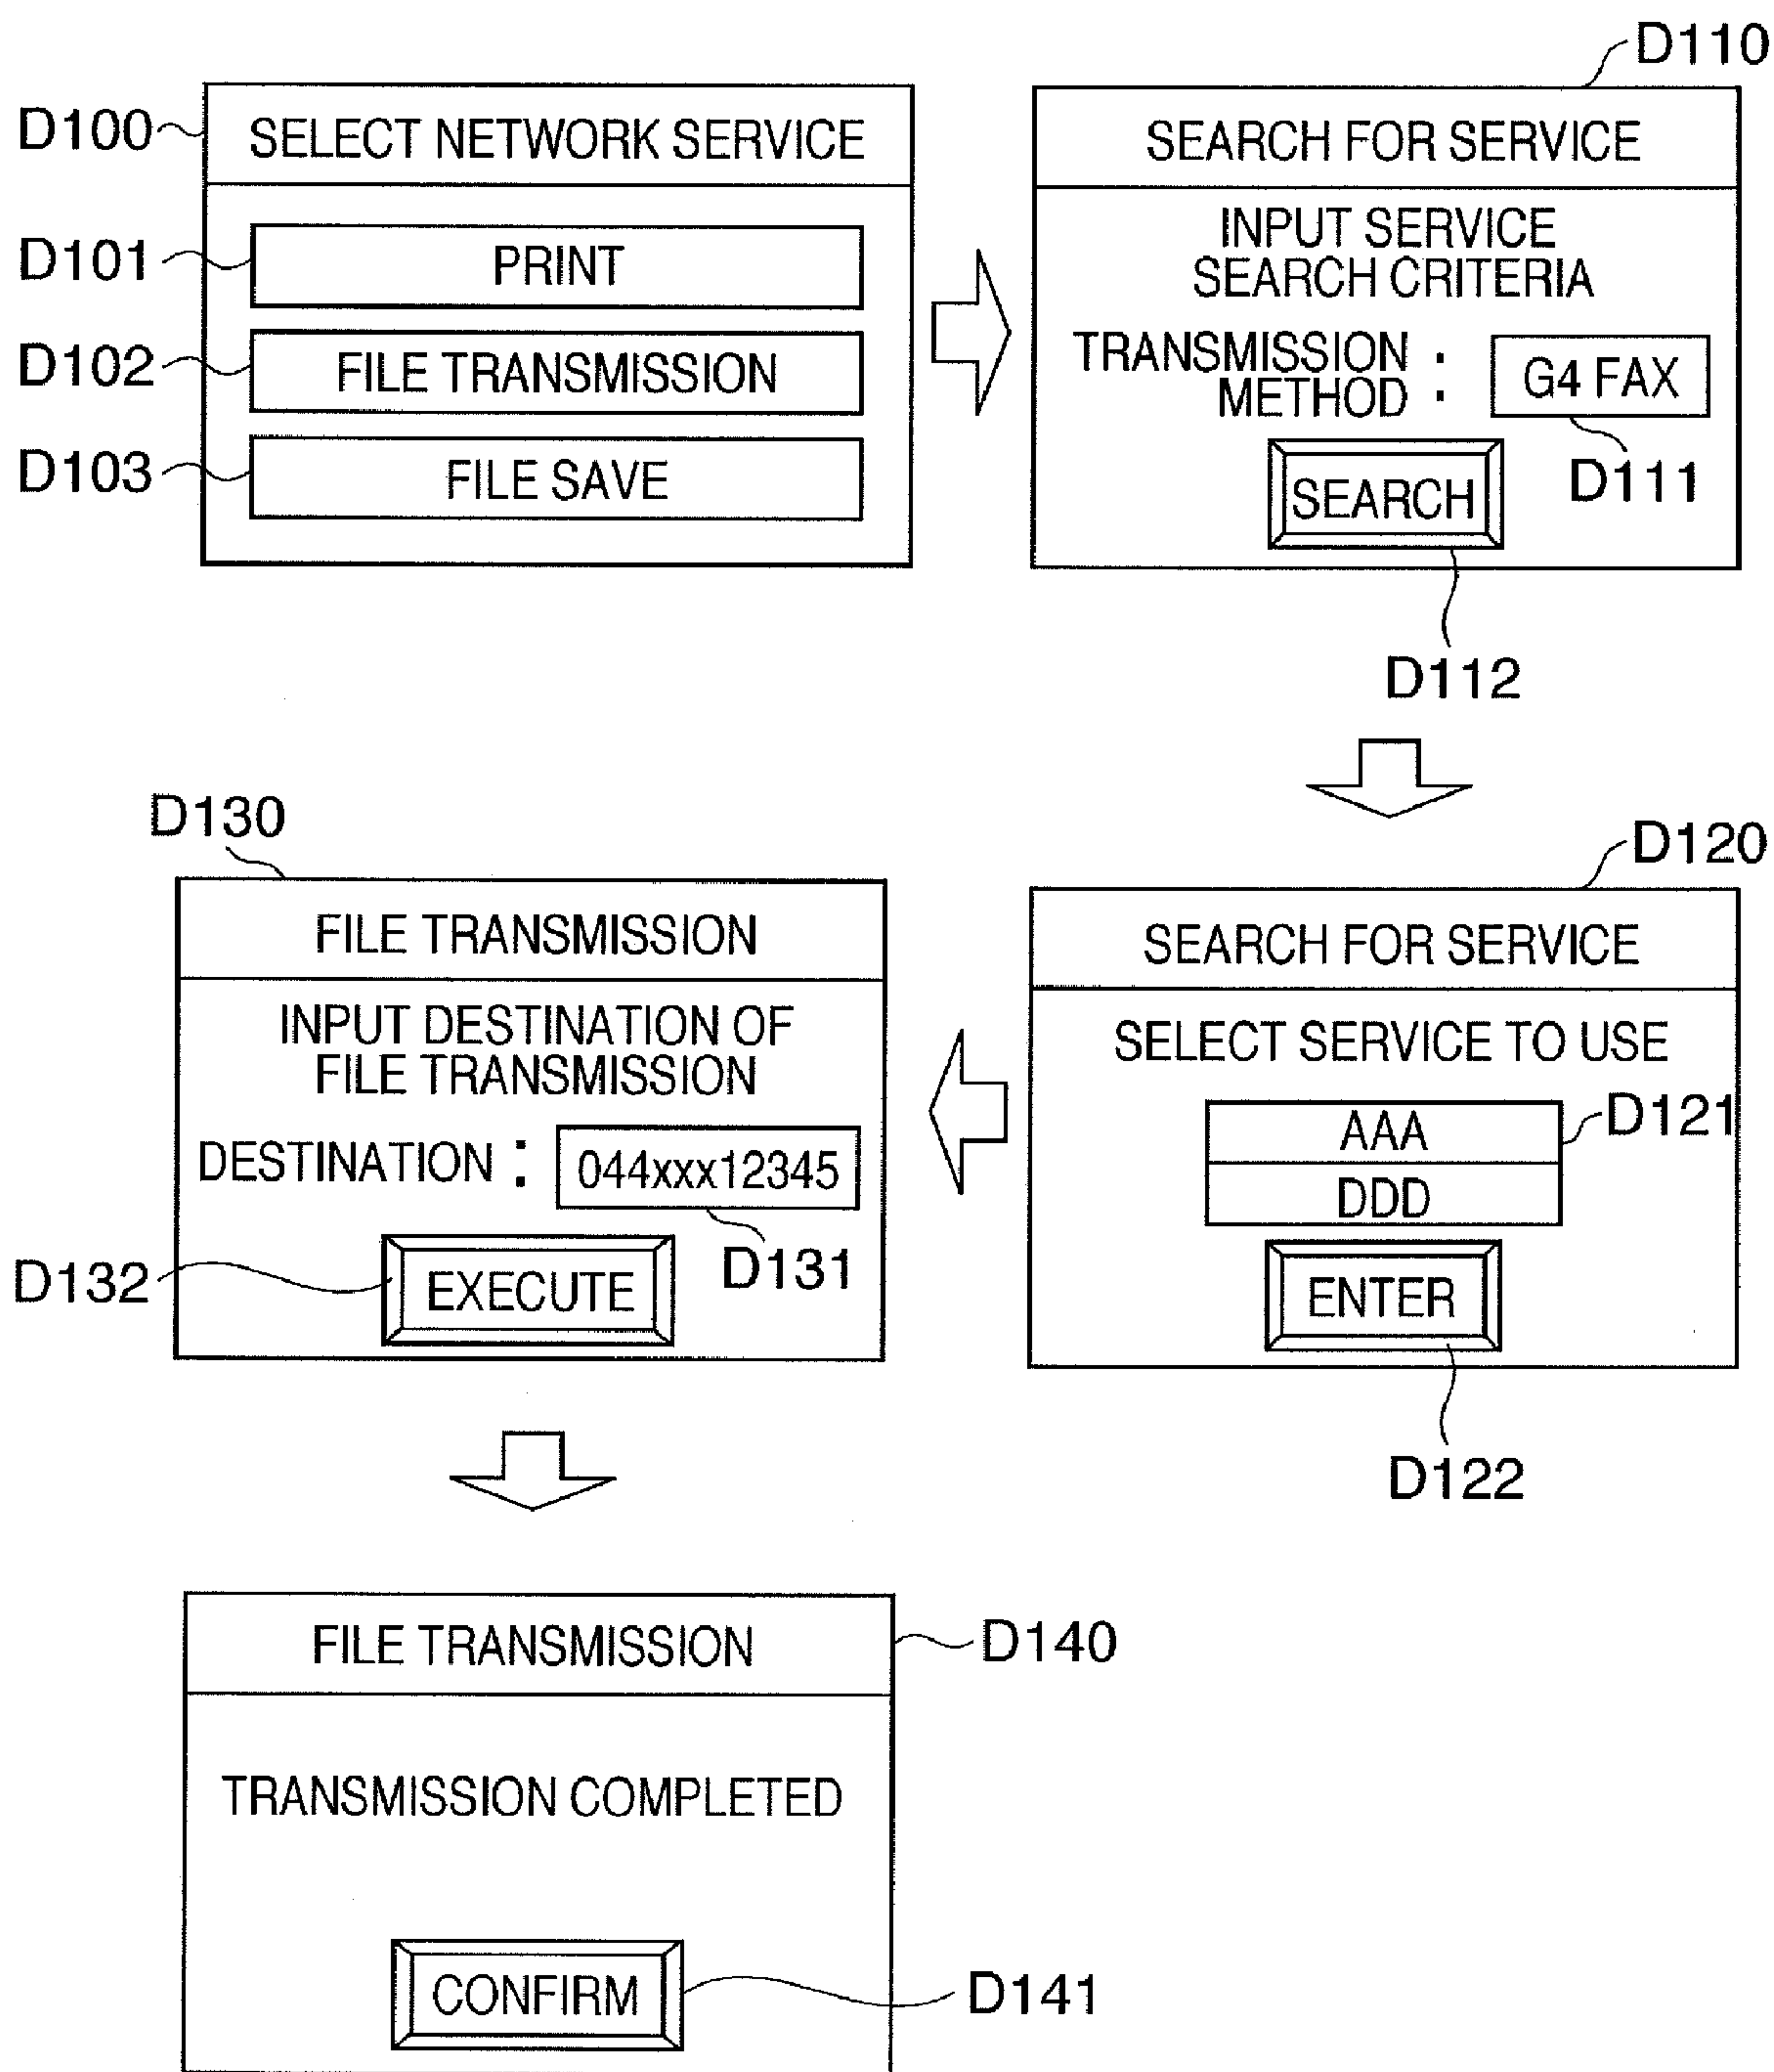 D110
D100
SELECT NETWORK SERVICE
D101
PRINT
D102
FILE TRANSMISSION
D103
FILE SAVE
SEARCH FOR SERVICE
INPUT SERVICE
SEARCH CRITERIA
TRANSMISSION
METHOD :
G4 FAX
D111
SEARCH
D112
D120
SEARCH FOR SERVICE
SELECT SERVICE TO USE
AAA
D121
DDD
ENTER
D122
D130
FILE TRANSMISSION
INPUT DESTINATION OF
FILE TRANSMISSION
DESTINATION : 044xxx12345
D131
D132
EXECUTE
FILE TRANSMISSION
D140
TRANSMISSION COMPLETED
CONFIRM
D141